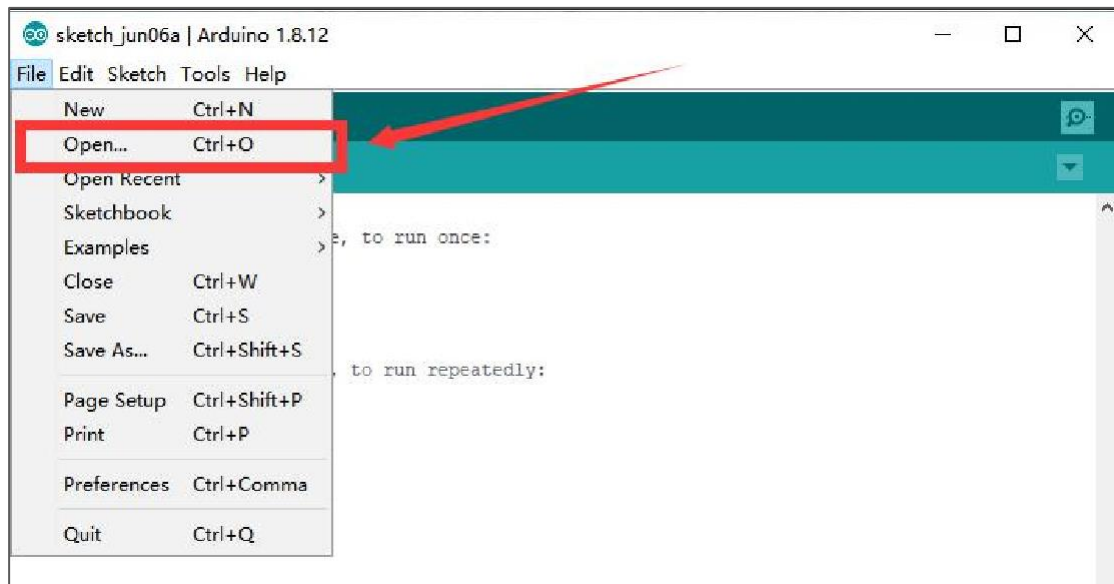 sketch_jun06a | Arduino 1.8.12
File Edit Sketch Tools Help
New Ctrl+N
Open... Ctrl+O
Open Recent
Sketchbook
Examples
Close Ctrl+W
Save Ctrl+S
Save As... Ctrl+Shift+S
Page Setup Ctrl+Shift+P
Print Ctrl+P
Preferences Ctrl+Comma
Quit Ctrl+Q
, to run once:
, to run repeatedly: